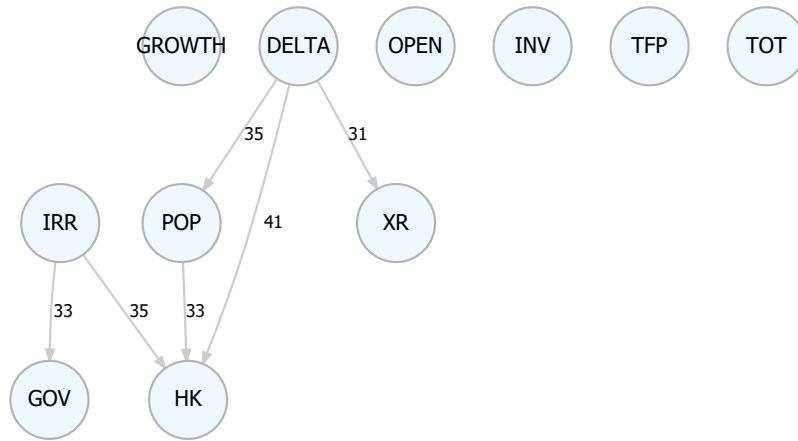 GROWTH DELTA OPEN INV TFP TOT
35 31
IRR POP XR
41
33 35 33
GOV HK